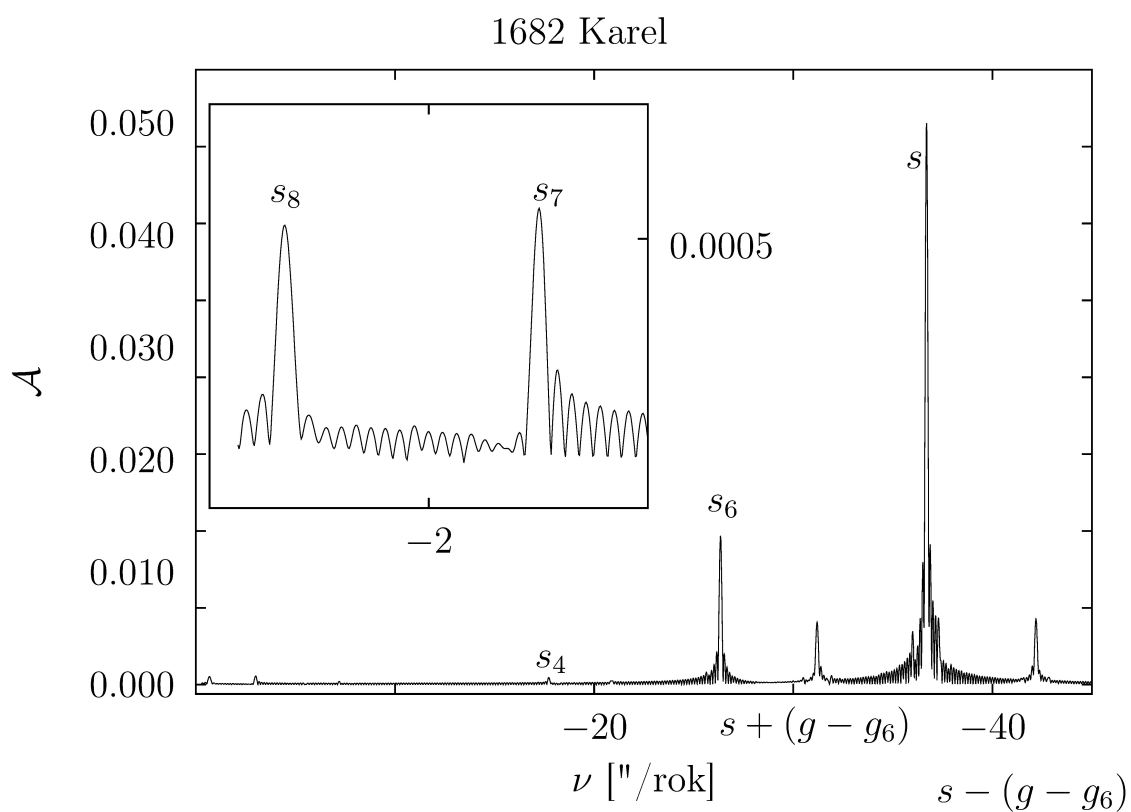 1682 Karel
0.050
0.040
0.030
0.020
0.010
0.000
𝒜
s₈
s₇
0.0005
−2
s
s₆
s₄
−20
s + (g − g₆)
−40
ν ["/rok]
s − (g − g₆)